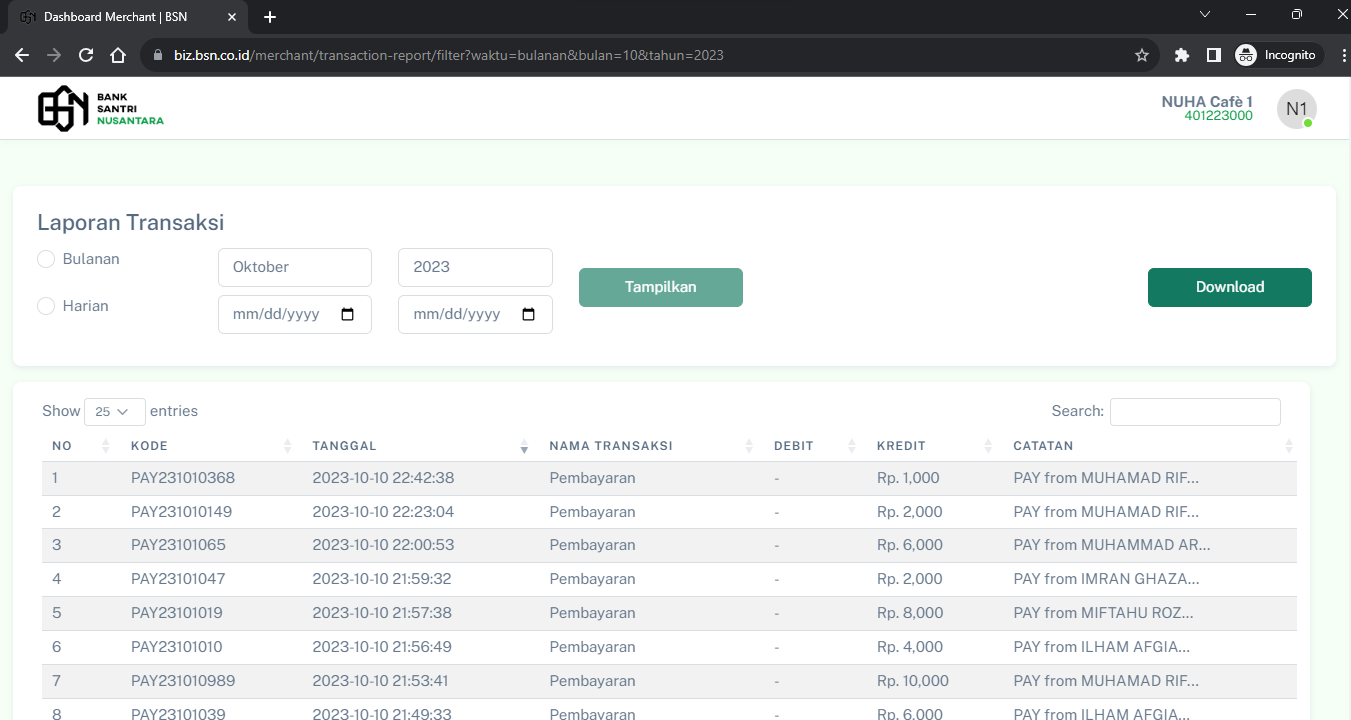 Dashboard Merchant | BSN
biz.bsn.co.id/merchant/transaction-report/filter?waktu=bulanan&bulan=10&tahun=2023
Incognito
BSN
BANK
SANTRI
NUSANTARA
NUHA Cafè 1
401223000
N1
Laporan Transaksi
Bulanan
Oktober
2023
Harian
mm/dd/yyyy
mm/dd/yyyy
Tampilkan
Download
Show 25 entries
Search:
NO KODE TANGGAL NAMA TRANSAKSI DEBIT KREDIT CATATAN
1 PAY231010368 2023-10-10 22:42:38 Pembayaran - Rp. 1,000 PAY from MUHAMAD RIF...
2 PAY231010149 2023-10-10 22:23:04 Pembayaran - Rp. 2,000 PAY from MUHAMAD RIF...
3 PAY23101065 2023-10-10 22:00:53 Pembayaran - Rp. 6,000 PAY from MUHAMMAD AR...
4 PAY23101047 2023-10-10 21:59:32 Pembayaran - Rp. 2,000 PAY from IMRAN GHAZA...
5 PAY23101019 2023-10-10 21:57:38 Pembayaran - Rp. 8,000 PAY from MIFTAHU ROZ...
6 PAY23101010 2023-10-10 21:56:49 Pembayaran - Rp. 4,000 PAY from ILHAM AFGIA...
7 PAY231010989 2023-10-10 21:53:41 Pembayaran - Rp. 10,000 PAY from MUHAMAD RIF...
8 PAY23101039 2023-10-10 21:49:33 Pembayaran - Rp. 6,000 PAY from ILHAM AFGIA...